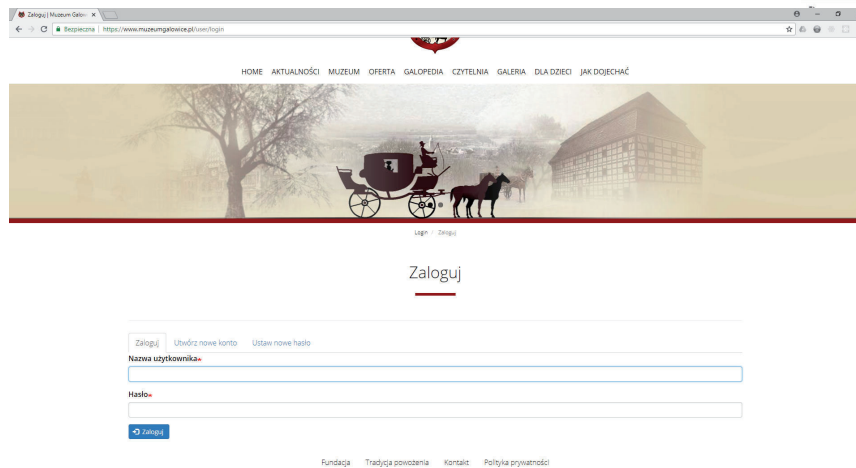 Zaloguj | Muzeum Galow
Bezpieczna | https://www.muzeumgalowice.pl/user/login
HOME AKTUALNOŚCI MUZEUM OFERTA GALOPEDIA CZYTELNIA GALERIA DLA DZIECI JAK DOJECHAĆ
Login / Zaloguj
Zaloguj
Zaloguj Utwórz nowe konto Ustaw nowe hasło
Nazwa użytkownika*
Hasło*
Zaloguj
Fundacja Tradycja powożenia Kontakt Polityka prywatności